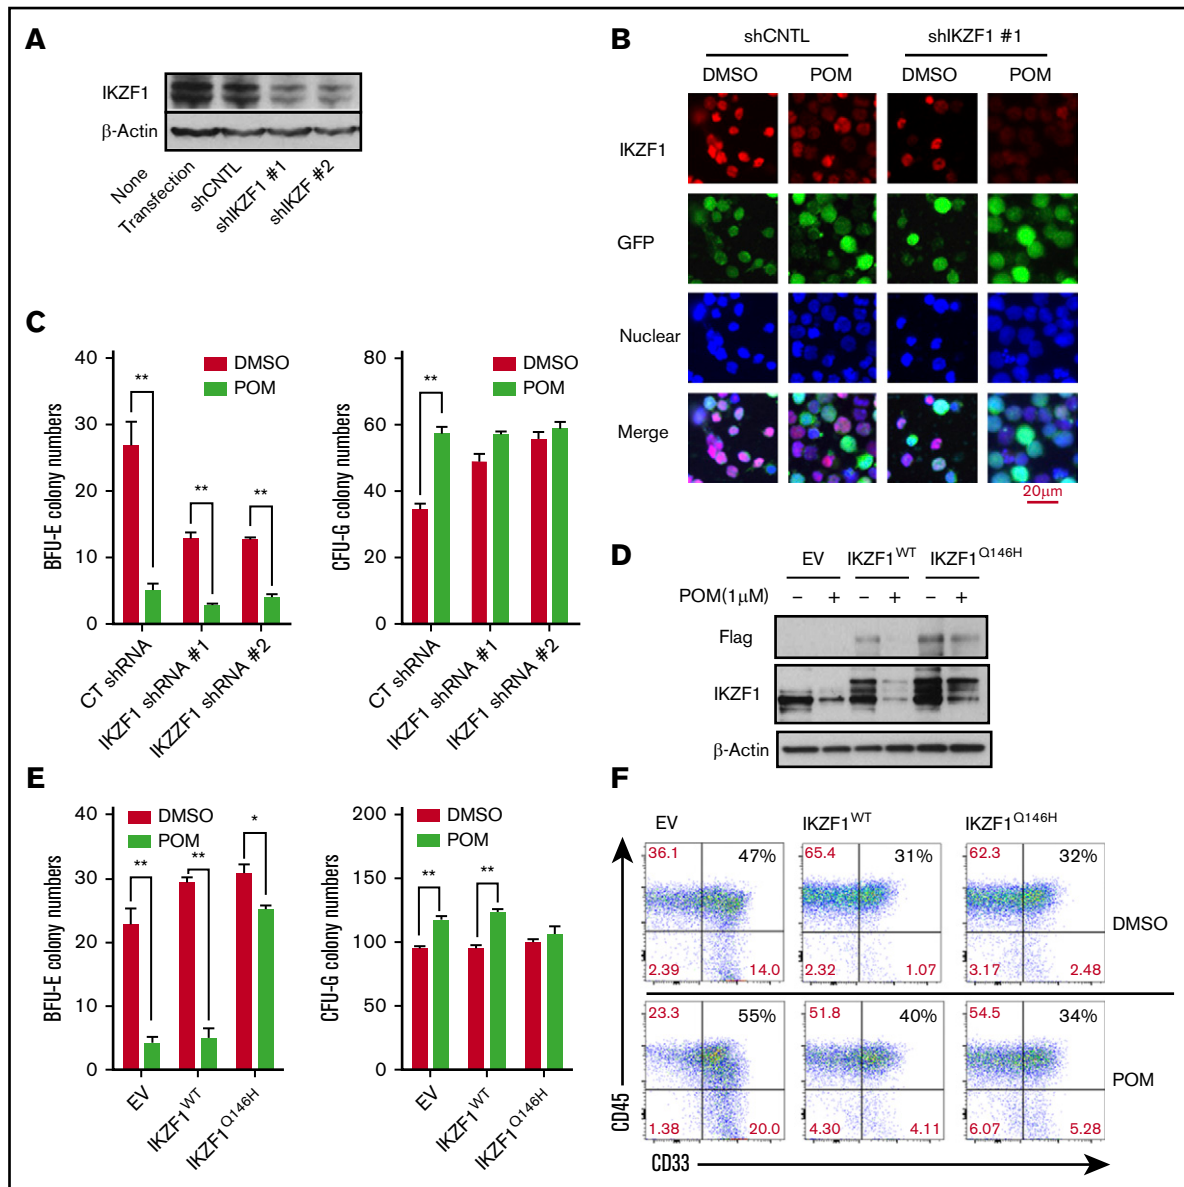 A
IKZF1
β-Actin
None
Transfection
shCNTL
shIKZF1 #1
shIKZF #2
B
shCNTL
shIKZF1 #1
DMSO
POM
DMSO
POM
IKZF1
GFP
Nuclear
Merge
20μm
C
BFU-E colony numbers
40
30
20
10
0
DMSO
POM
**
**
**
CT shRNA
IKZF1 shRNA #1
IKZZF1 shRNA #2
CFU-G colony numbers
80
60
40
20
0
DMSO
POM
**
CT shRNA
IKZF1 shRNA #1
IKZF1 shRNA #2
D
EV
IKZF1WT
IKZF1Q146H
POM(1μM) – + – + – +
Flag
IKZF1
β-Actin
E
BFU-E colony numbers
40
30
20
10
0
DMSO
POM
**
**
*
EV
IKZF1WT
IKZF1Q146H
CFU-G colony numbers
200
150
100
50
0
DMSO
POM
**
**
EV
IKZF1WT
IKZF1Q146H
F
EV
IKZF1WT
IKZF1Q146H
36.1 47%
2.39 14.0
65.4 31%
2.32 1.07
62.3 32%
3.17 2.48
DMSO
23.3 55%
1.38 20.0
51.8 40%
4.30 4.11
54.5 34%
6.07 5.28
POM
CD45
CD33